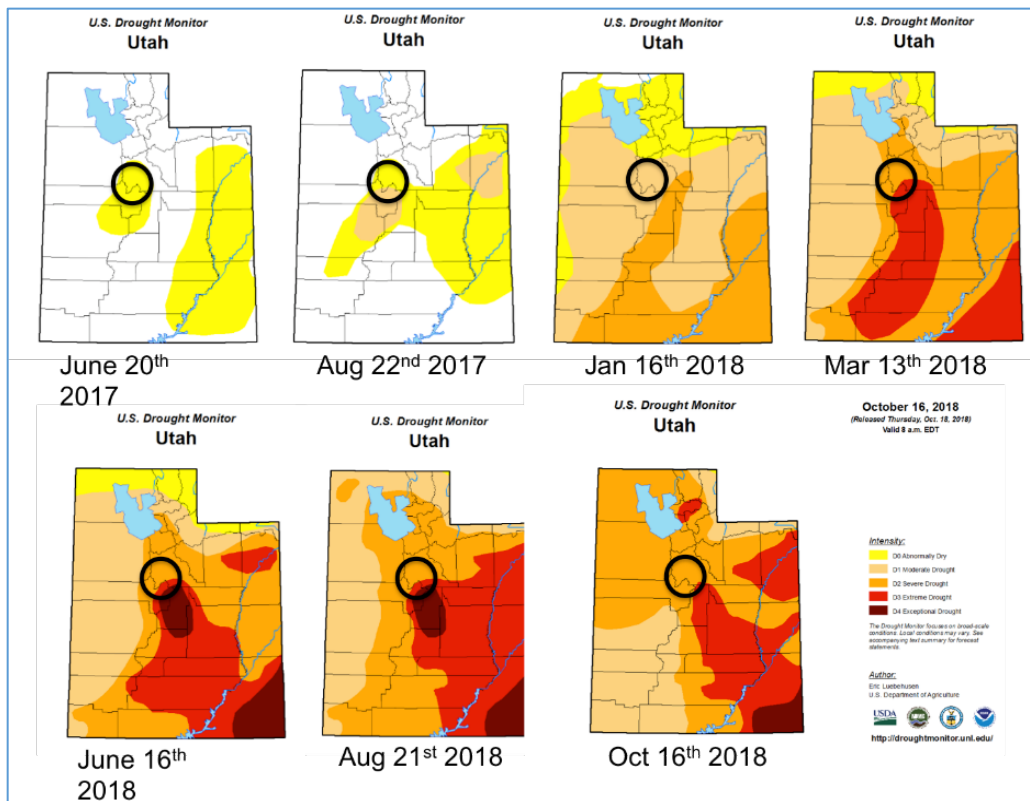 U.S. Drought Monitor
Utah
U.S. Drought Monitor
Utah
U.S. Drought Monitor
Utah
U.S. Drought Monitor
Utah
June 20th
2017
Aug 22nd 2017
Jan 16th 2018
Mar 13th 2018
U.S. Drought Monitor
Utah
U.S. Drought Monitor
Utah
U.S. Drought Monitor
Utah
October 16, 2018
(Released Thursday, Oct. 18, 2018)
Valid 8 a.m. EDT
Intensity:
D0 Abnormally Dry
D1 Moderate Drought
D2 Severe Drought
D3 Extreme Drought
D4 Exceptional Drought
The Drought Monitor focuses on broad-scale
conditions. Local conditions may vary. See
accompanying text summary for forecast
statements.
Author:
Eric Luebehusen
U.S. Department of Agriculture
USDA
http://droughtmonitor.unl.edu/
June 16th
2018
Aug 21st 2018
Oct 16th 2018